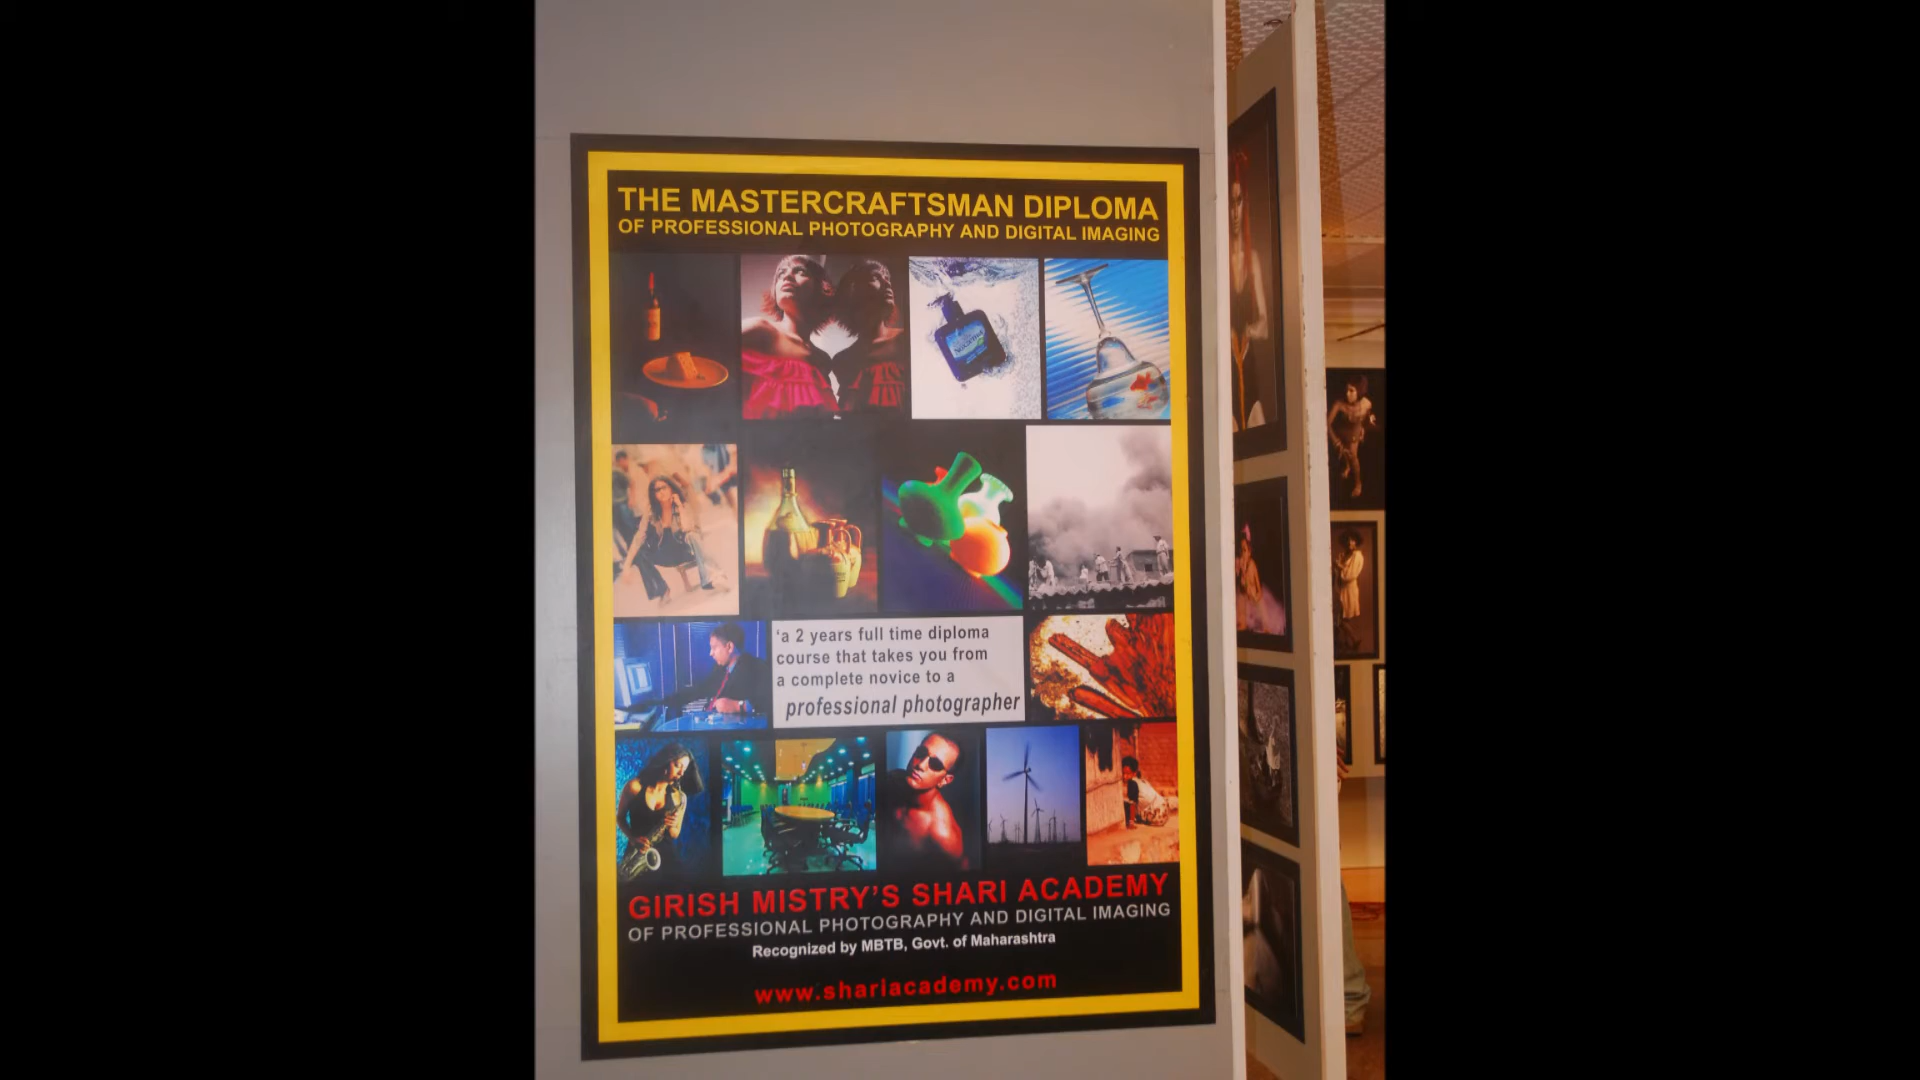 THE MASTERCRAFTSMAN DIPLOMA
OF PROFESSIONAL PHOTOGRAPHY AND DIGITAL IMAGING
'a 2 years full time diploma
course that takes you from
a complete novice to a
professional photographer
GIRISH MISTRY'S SHARI ACADEMY
OF PROFESSIONAL PHOTOGRAPHY AND DIGITAL IMAGING
Recognized by MBTB, Govt. of Maharashtra
www.shariacademy.com